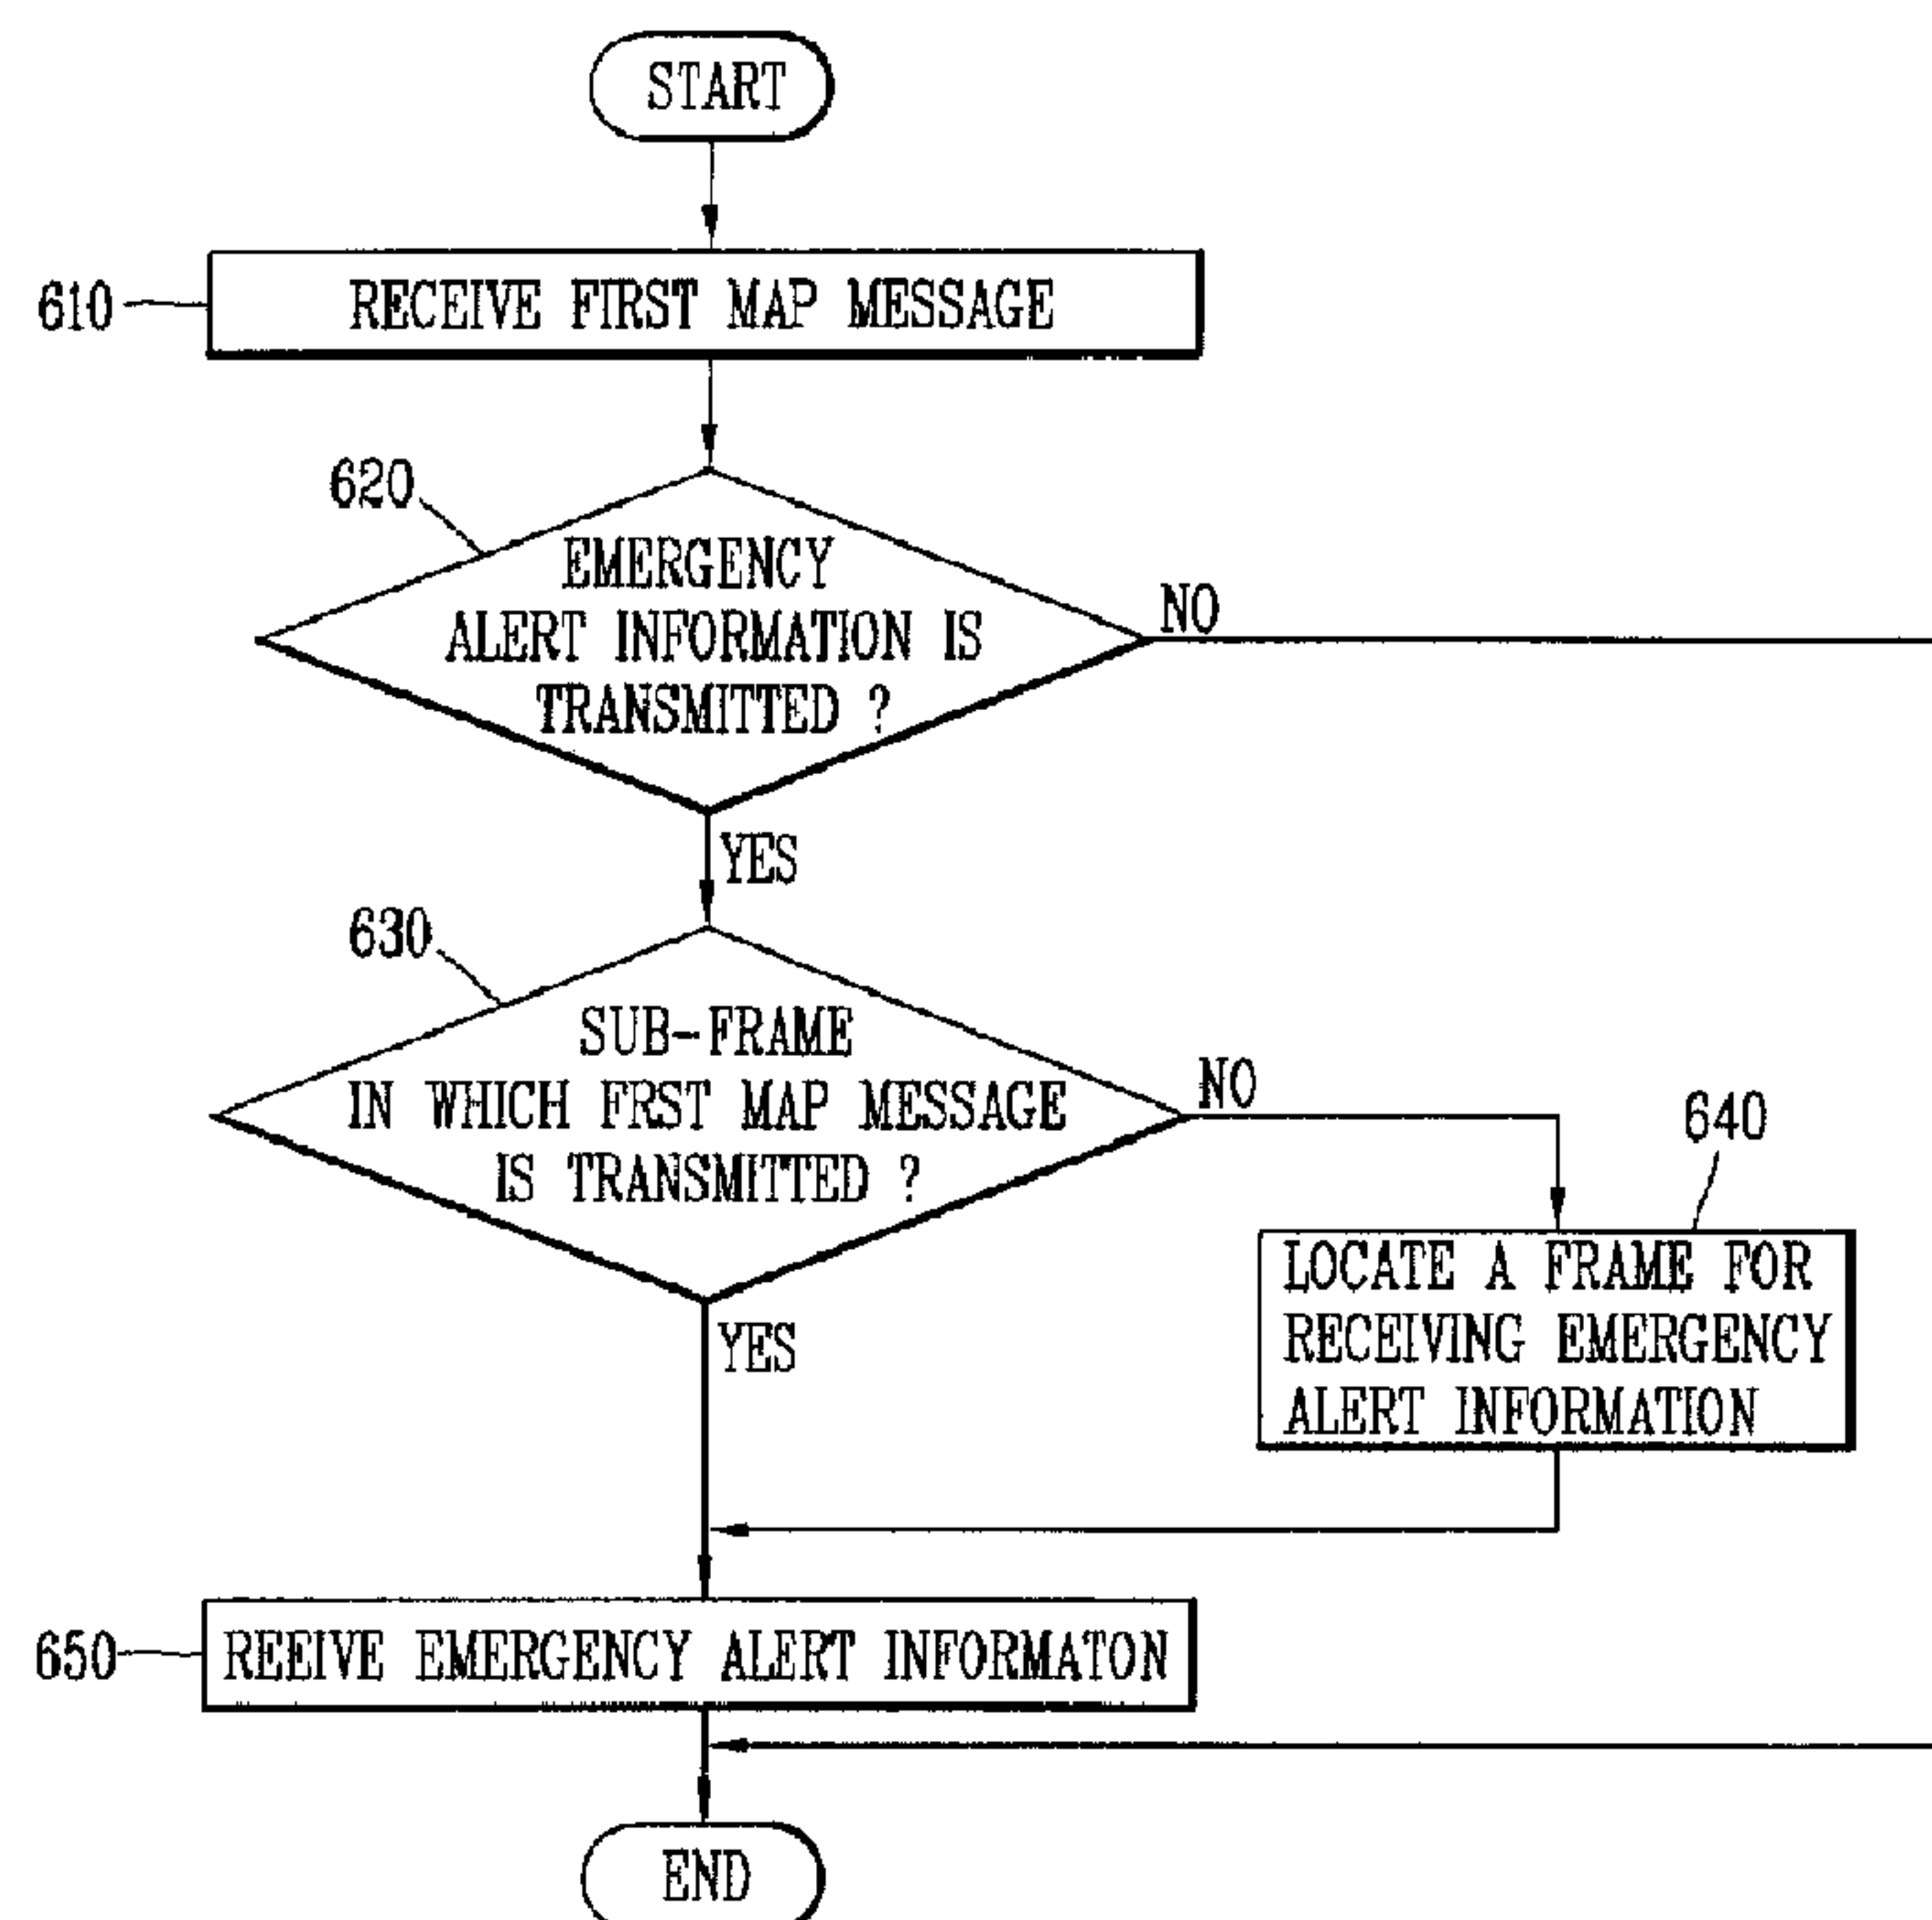 START
610
RECEIVE FIRST MAP MESSAGE
620
EMERGENCY
ALERT INFORMATION IS
TRANSMITTED ?
NO
YES
630
SUB-FRAME
IN WHICH FRST MAP MESSAGE
IS TRANSMITTED ?
NO
640
LOCATE A FRAME FOR
RECEIVING EMERGENCY
ALERT INFORMATION
YES
650
REEIVE EMERGENCY ALERT INFORMATON
END